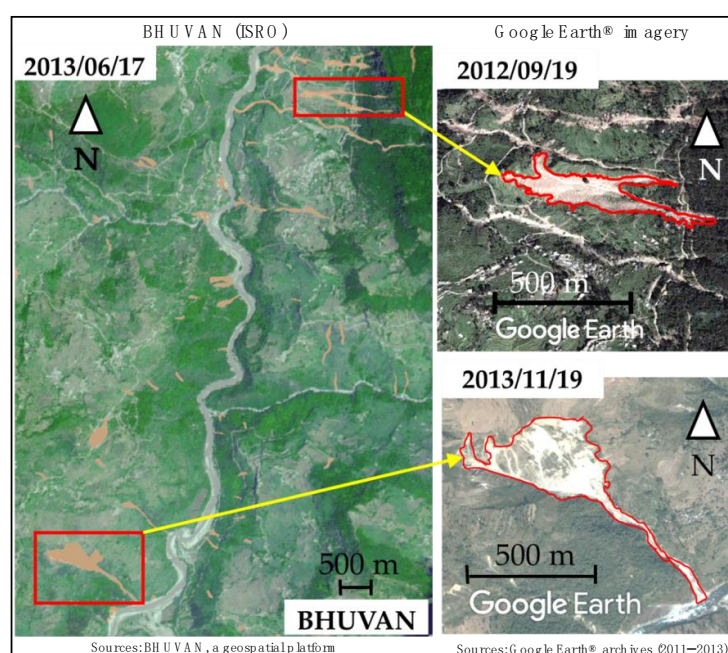 BHUVAN (ISRO)
Google Earth® imagery
2013/06/17
N
500 m
BHUVAN
2012/09/19
N
500 m
Google Earth
2013/11/19
N
500 m
Google Earth
Sources: BHUVAN, a geospatial platform
Sources: Google Earth® archives (2011–2013)